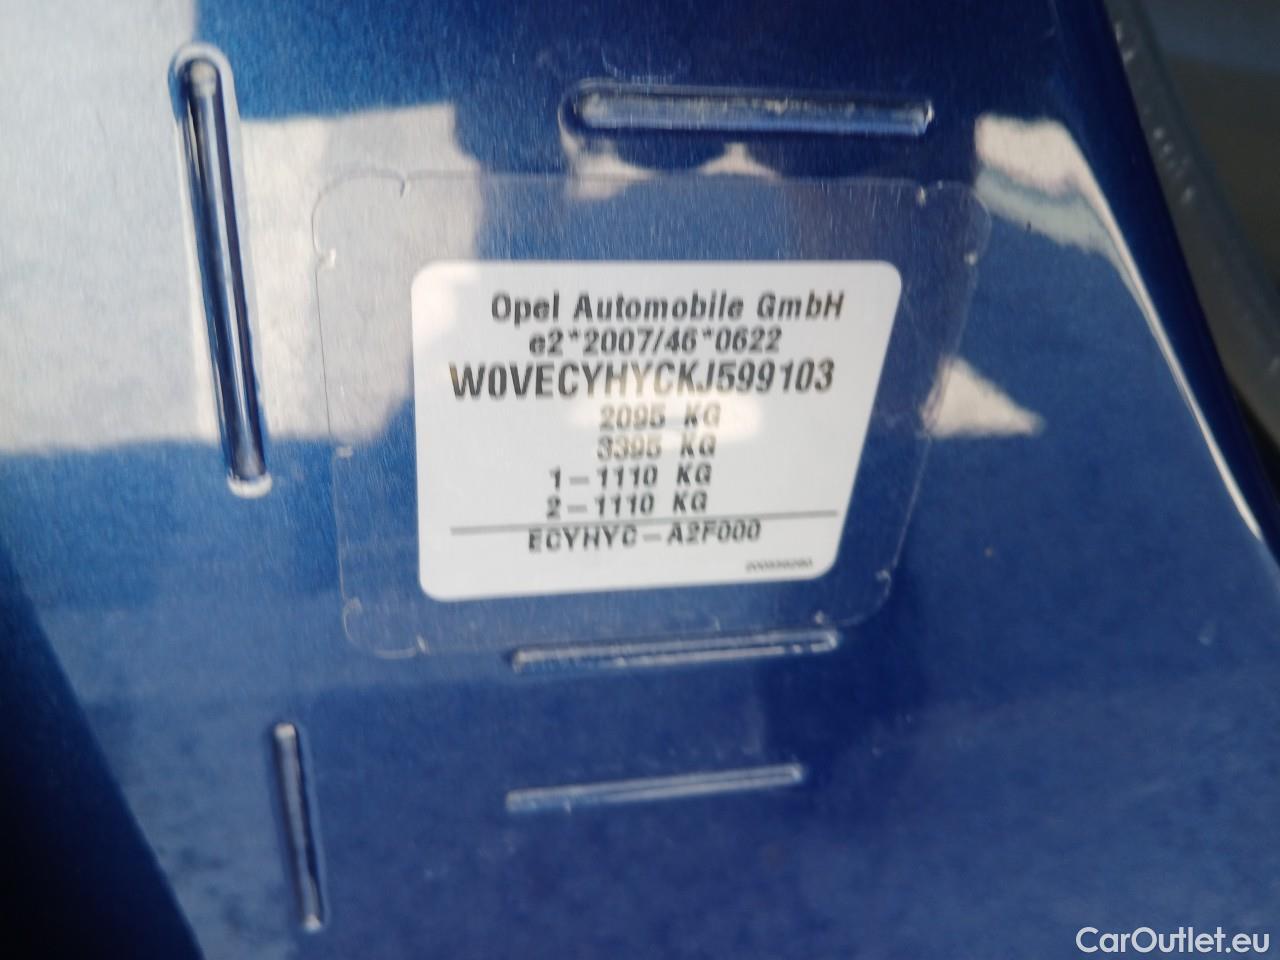 Opel Automobile GmbH
e2*2007/46*0622
W0VECYHYCKJ599103
2095 KG
3395 KG
1-1110 KG
2-1110 KG
ECYHYC-A2F000
CarOutlet.eu